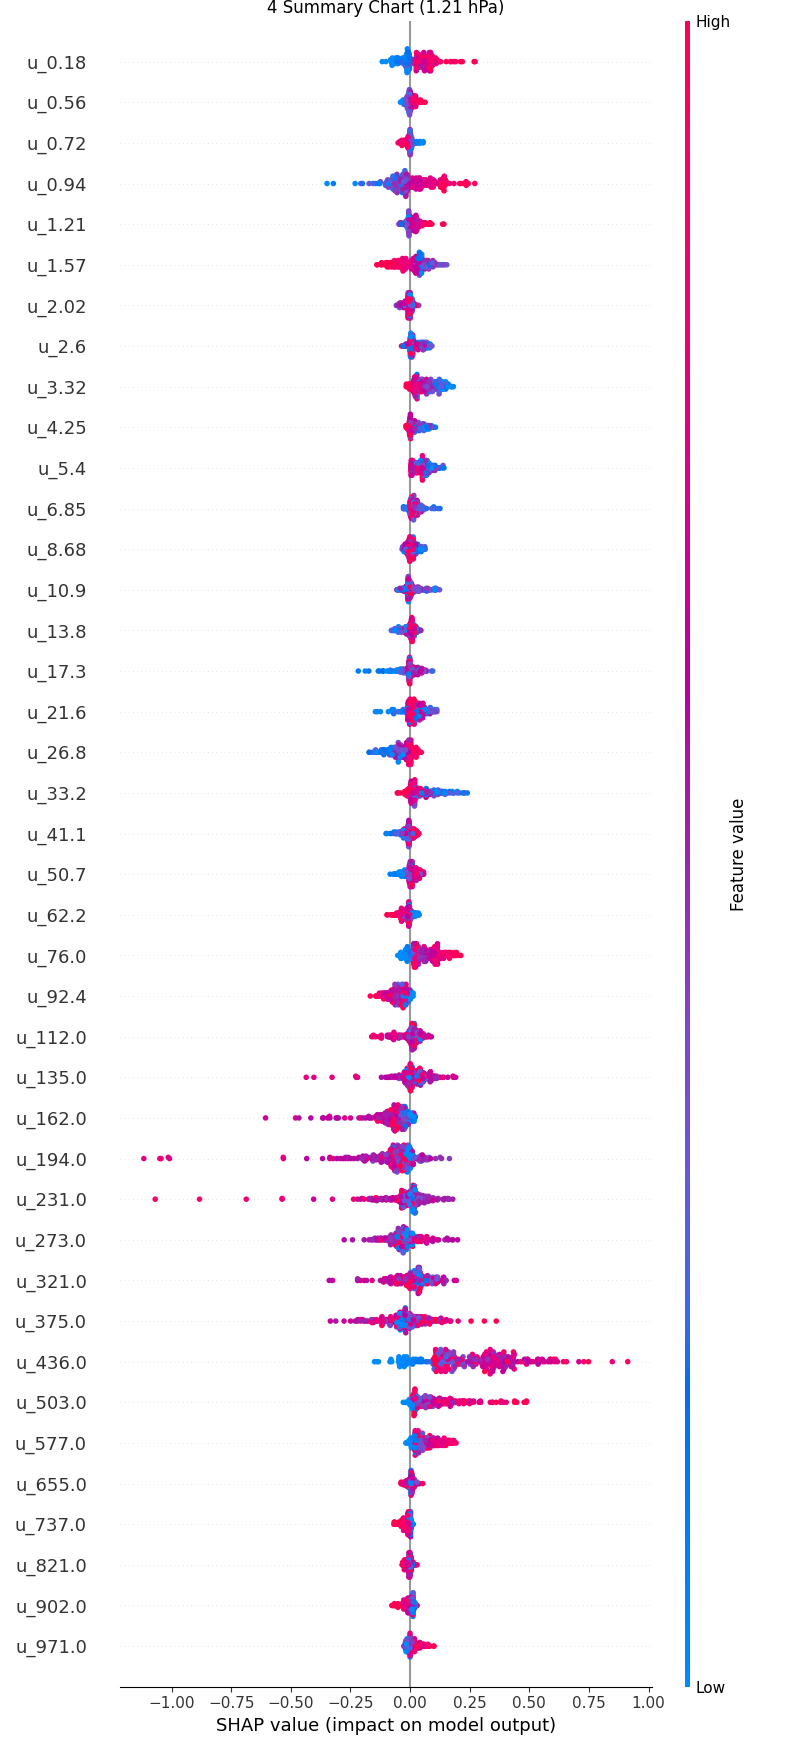 4 Summary Chart (1.21 hPa)
High
u_0.18
u_0.56
u_0.72
u_0.94
u_1.21
u_1.57
u_2.02
u_2.6
u_3.32
u_4.25
u_5.4
u_6.85
u_8.68
u_10.9
u_13.8
u_17.3
u_21.6
u_26.8
u_33.2
u_41.1
u_50.7
u_62.2
u_76.0
u_92.4
u_112.0
u_135.0
u_162.0
u_194.0
u_231.0
u_273.0
u_321.0
u_375.0
u_436.0
u_503.0
u_577.0
u_655.0
u_737.0
u_821.0
u_902.0
u_971.0
Feature value
Low
−1.00 −0.75 −0.50 −0.25 0.00 0.25 0.50 0.75 1.00
SHAP value (impact on model output)